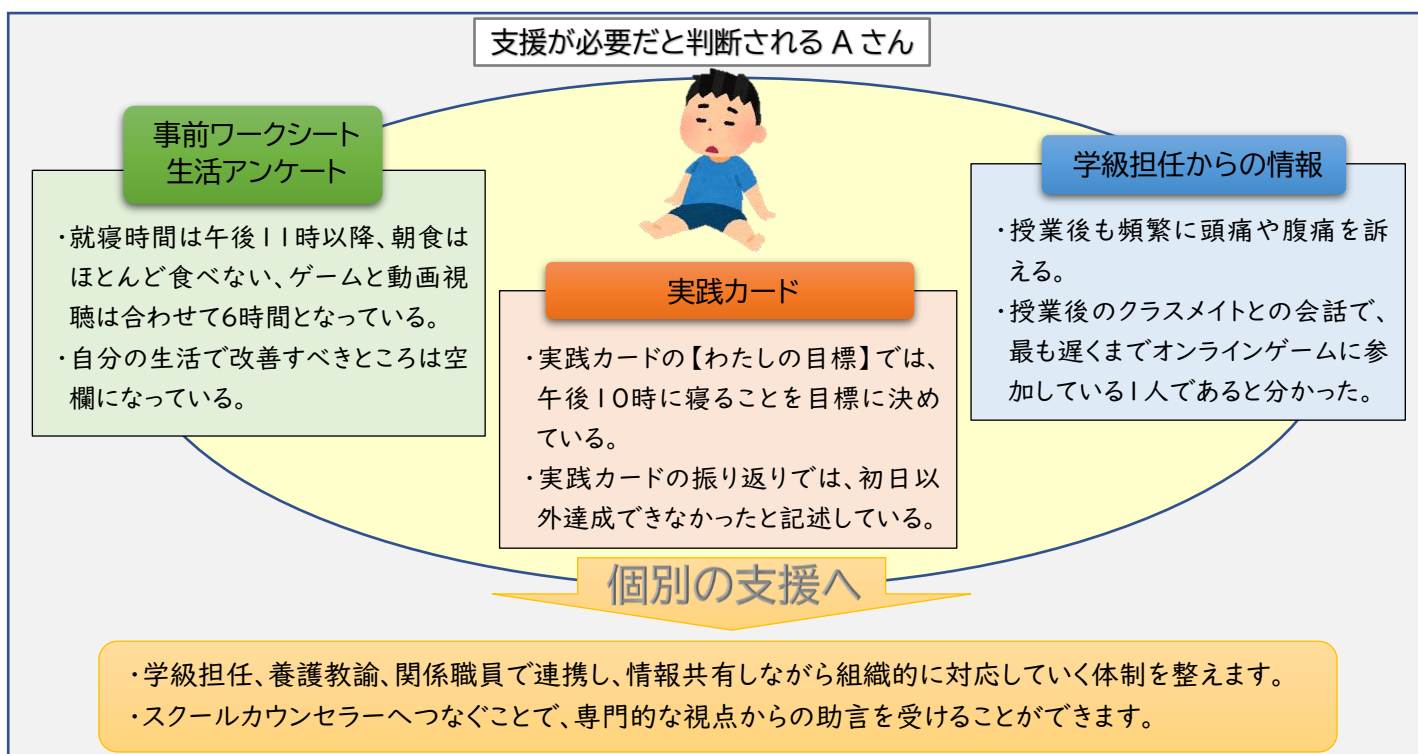 支援が必要だと判断される A さん
事前ワークシート
生活アンケート
・就寝時間は午後11時以降、朝食は
ほとんど食べない、ゲームと動画視
聴は合わせて6時間となっている。
・自分の生活で改善すべきところは空
欄になっている。
実践カード
・実践カードの【わたしの目標】では、
午後10時に寝ることを目標に決め
ている。
・実践カードの振り返りでは、初日以
外達成できなかったと記述している。
学級担任からの情報
・授業後も頻繁に頭痛や腹痛を訴
える。
・授業後のクラスメイトとの会話で、
最も遅くまでオンラインゲームに参
加している1人であると分かった。
個別の支援へ
・学級担任、養護教諭、関係職員で連携し、情報共有しながら組織的に対応していく体制を整えます。
・スクールカウンセラーへつなぐことで、専門的な視点からの助言を受けることができます。